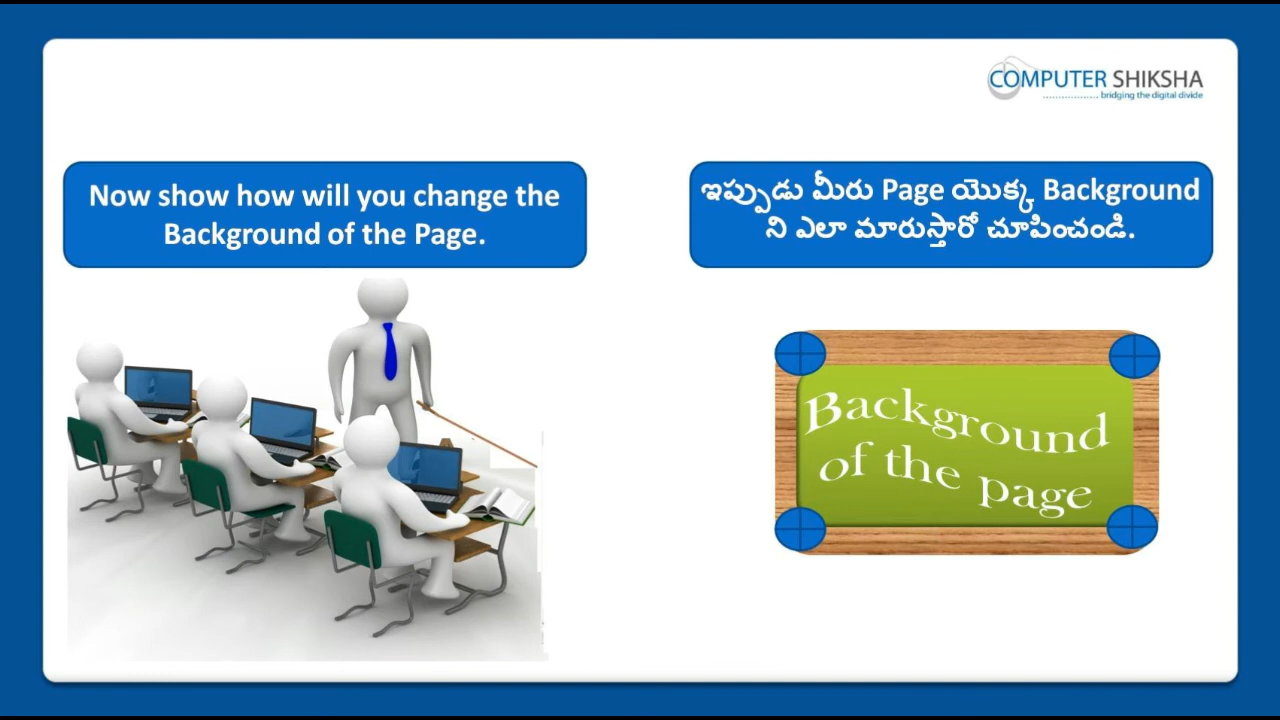 COMPUTER SHIKSHA
bridging the digital divide
Now show how will you change the
Background of the Page.
ఇప్పుడు మీరు Page యొక్క Background
ని ఎలా మారుస్తారో చూపించండి.
Background
of the page